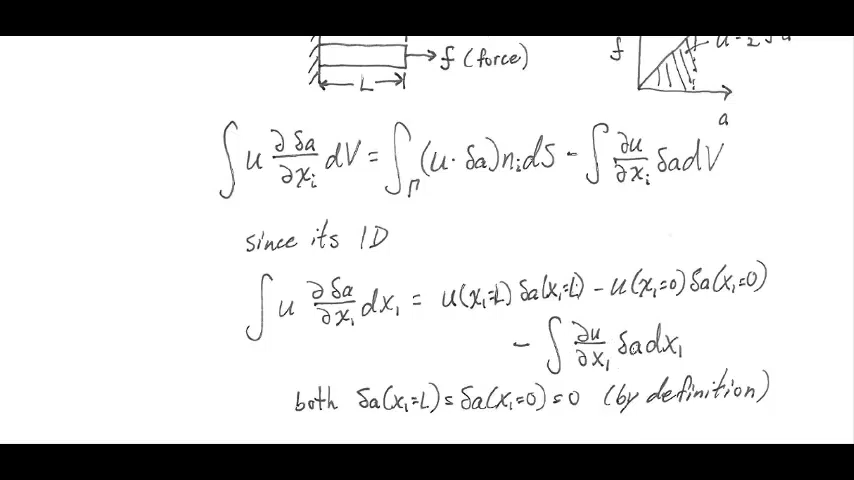 f (force)
L
f
a
∫ u ∂δa/∂xᵢ dV = ∫_Γ (u · δa) nᵢ dS − ∫ ∂u/∂xᵢ δa dV
since its 1D
∫ u ∂δa/∂x₁ dx₁ = u(x₁=L) δa(x₁=L) − u(x₁=0) δa(x₁=0)
− ∫ ∂u/∂x₁ δa dx₁
both δa(x₁=L) = δa(x₁=0) = 0 (by definition)